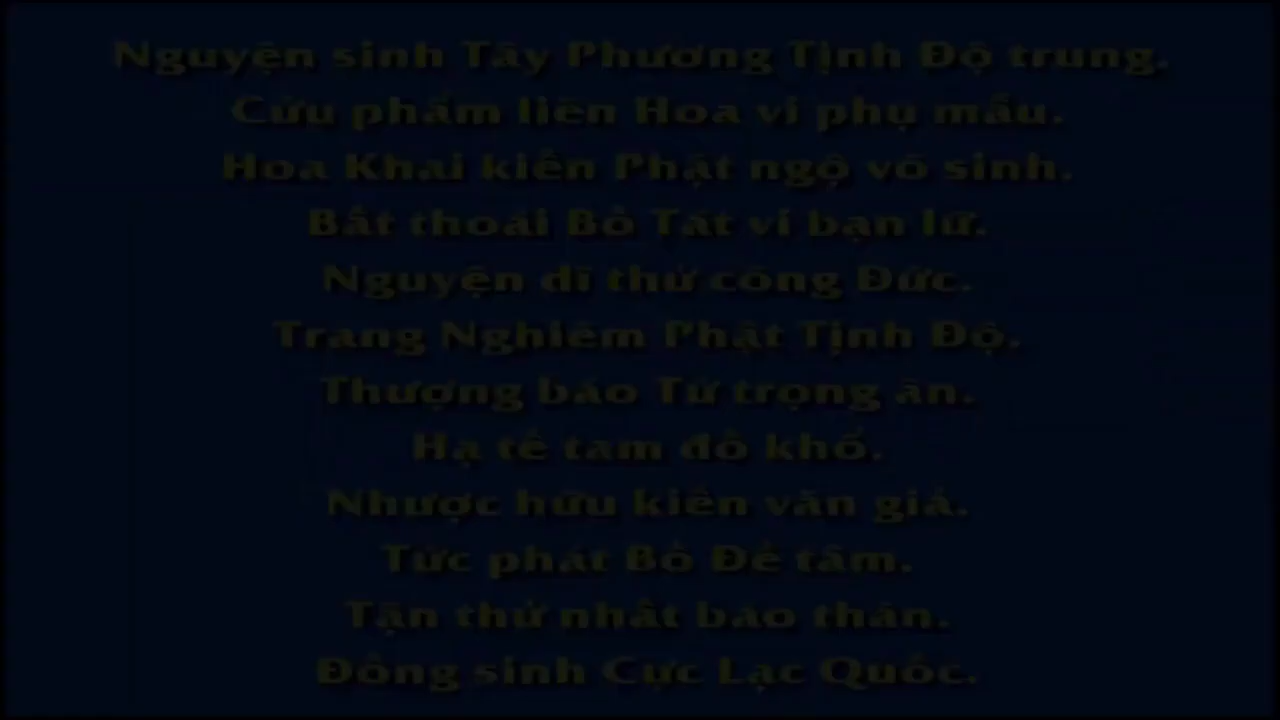 Nguyện sinh Tây Phương Tịnh Độ trung.
Cửu phẩm liên Hoa vi phụ mẫu.
Hoa Khai kiến Phật ngộ vô sinh.
Bất thoái Bồ Tát vi bạn lữ.
Nguyện dĩ thử công Đức.
Trang Nghiêm Phật Tịnh Độ.
Thượng báo Tứ trọng ân.
Hạ tế tam đồ khổ.
Nhược hữu kiến văn giả.
Tức phát Bồ Đề tâm.
Tận thử nhất báo thân.
Đồng sinh Cực Lạc Quốc.